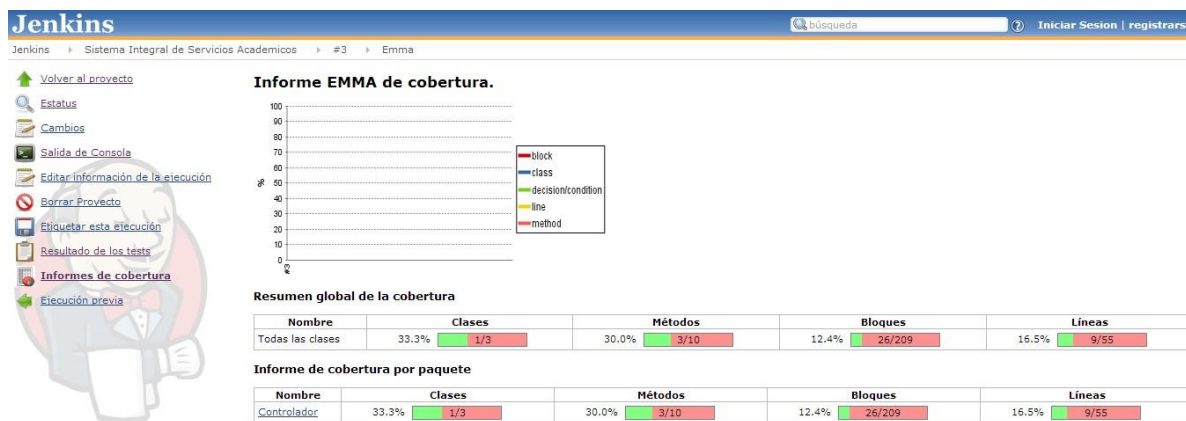 Jenkins
búsqueda
Iniciar Sesion | registrars
Jenkins Sistema Integral de Servicios Academicos #3 Emma
Volver al proyecto
Estatus
Cambios
Salida de Consola
Editar información de la ejecución
Borrar Proyecto
Etiquetar esta ejecución
Resultado de los tests
Informes de cobertura
Ejecución previa
Informe EMMA de cobertura.
100
90
80
70
60
50
40
30
20
10
0
%
#3
block
class
decision/condition
line
method
Resumen global de la cobertura
Nombre Clases Métodos Bloques Líneas
Todas las clases 33.3% 1/3 30.0% 3/10 12.4% 26/209 16.5% 9/55
Informe de cobertura por paquete
Nombre Clases Métodos Bloques Líneas
Controlador 33.3% 1/3 30.0% 3/10 12.4% 26/209 16.5% 9/55